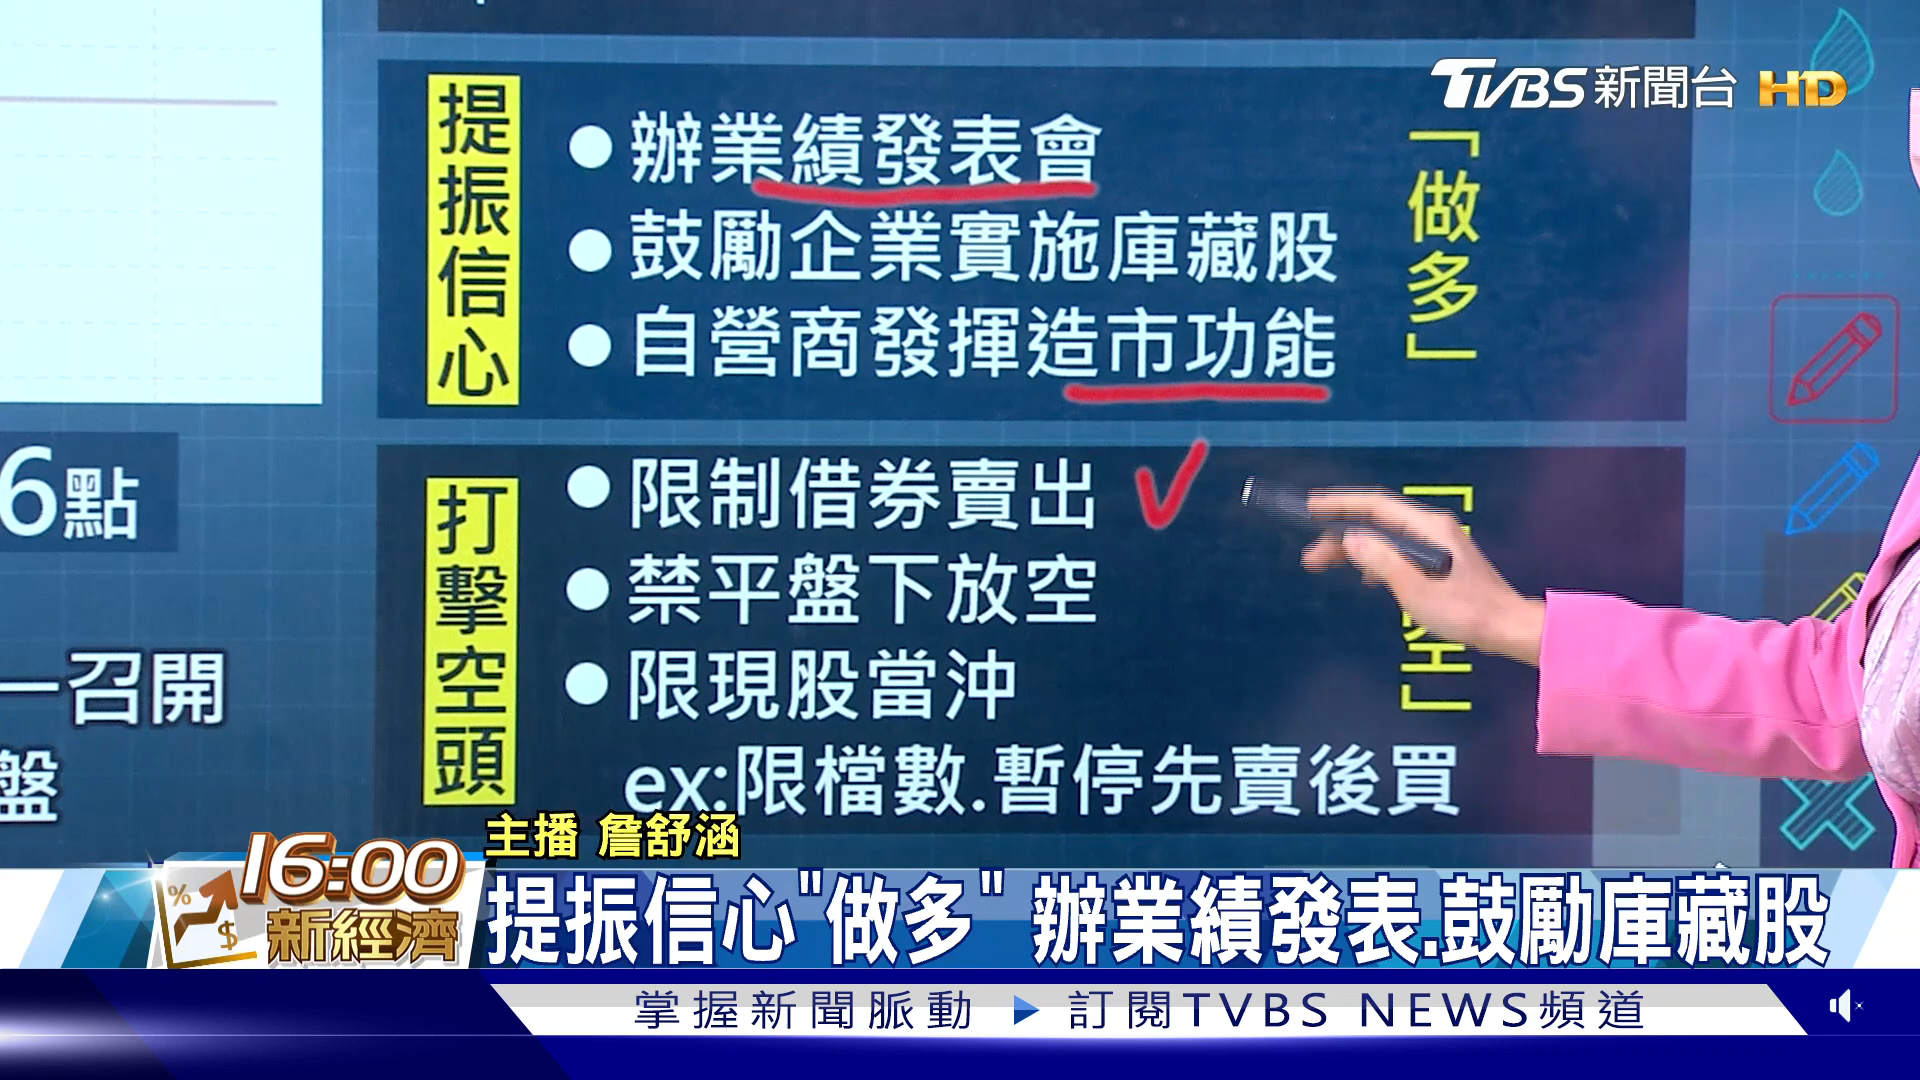 TVBS新聞台 HD
提振信心
●辦業績發表會
●鼓勵企業實施庫藏股
●自營商發揮造市功能
「做多」
6點
一召開
盤
打擊空頭
●限制借券賣出
●禁平盤下放空
●限現股當沖
ex:限檔數.暫停先賣後買
空」
主播 詹舒涵
16:00
新經濟
提振信心"做多" 辦業績發表.鼓勵庫藏股
掌握新聞脈動 ▶ 訂閱TVBS NEWS頻道